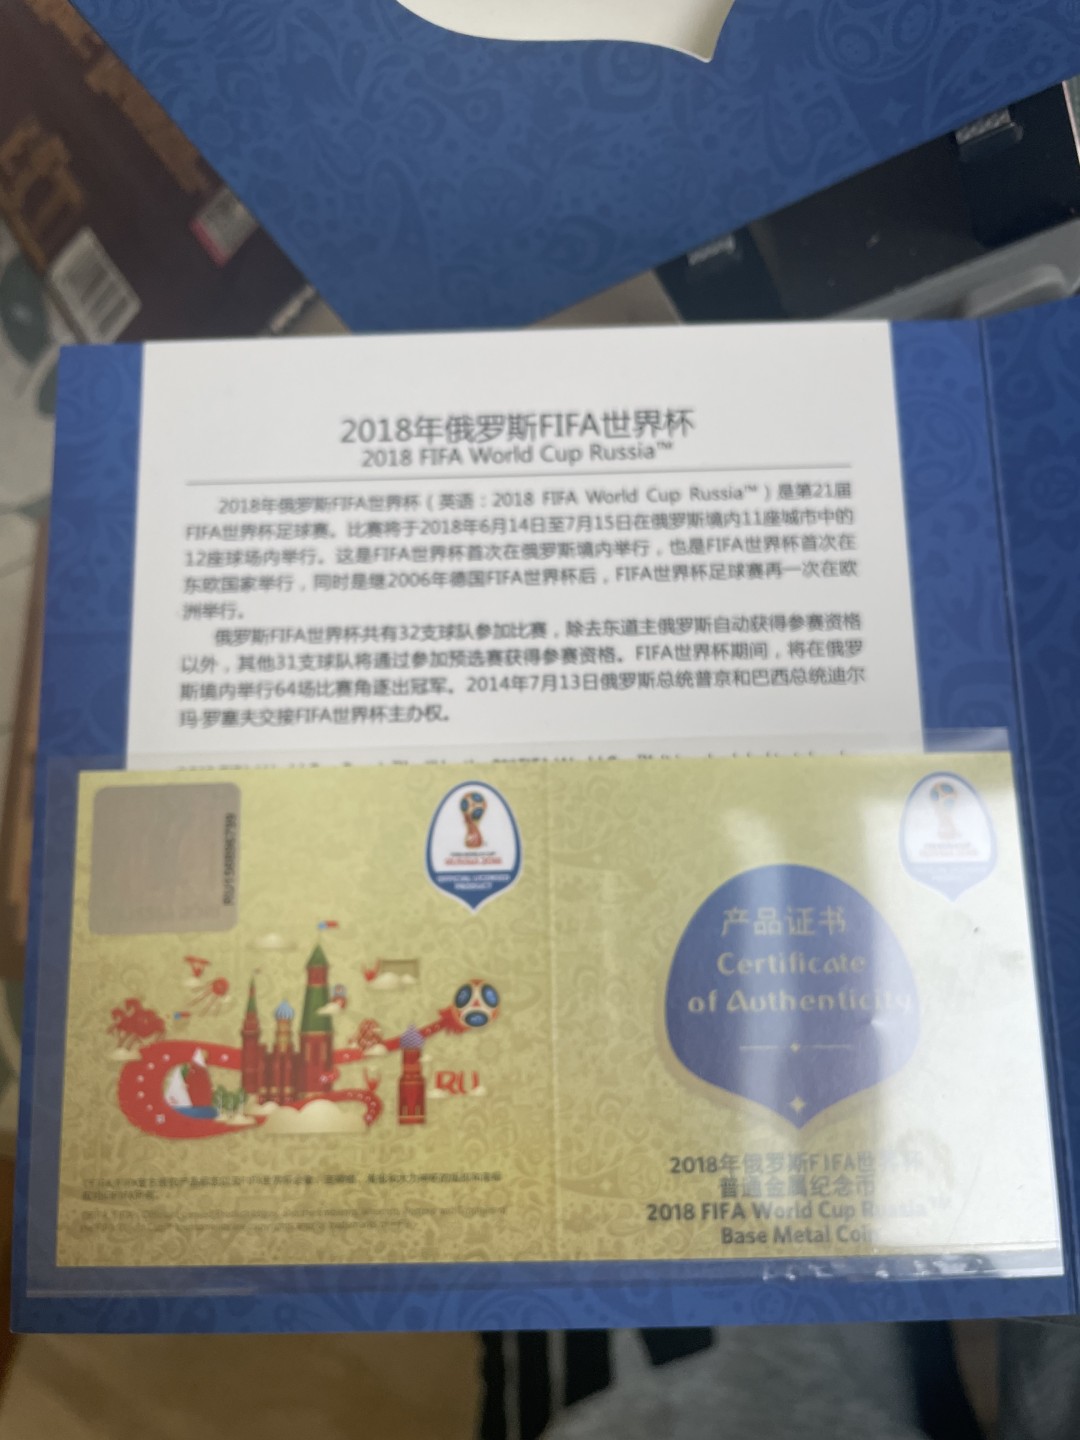 2018年俄罗斯FIFA世界杯
2018 FIFA World Cup Russia™
2018年俄罗斯FIFA世界杯（英语：2018 FIFA World Cup Russia™）是第21届
FIFA世界杯足球赛。比赛将于2018年6月14日至7月15日在俄罗斯境内11座城市中的
12座球场内举行。这是FIFA世界杯首次在俄罗斯境内举行，也是FIFA世界杯首次在
东欧国家举行，同时是继2006年德国FIFA世界杯后，FIFA世界杯足球赛再一次在欧
洲举行。
俄罗斯FIFA世界杯共有32支球队参加比赛，除去东道主俄罗斯自动获得参赛资格
以外，其他31支球队将通过参加预选赛获得参赛资格。FIFA世界杯期间，将在俄罗
斯境内举行64场比赛角逐出冠军。2014年7月13日俄罗斯总统普京和巴西总统迪尔
玛·罗塞夫交接FIFA世界杯主办权。
RUSSIA 2018
OFFICIAL LICENSED
PRODUCT
RU
产品证书
Certificate
of Authenticity
2018年俄罗斯FIFA世界杯
普通金属纪念币
2018 FIFA World Cup Russia™
Base Metal Coin